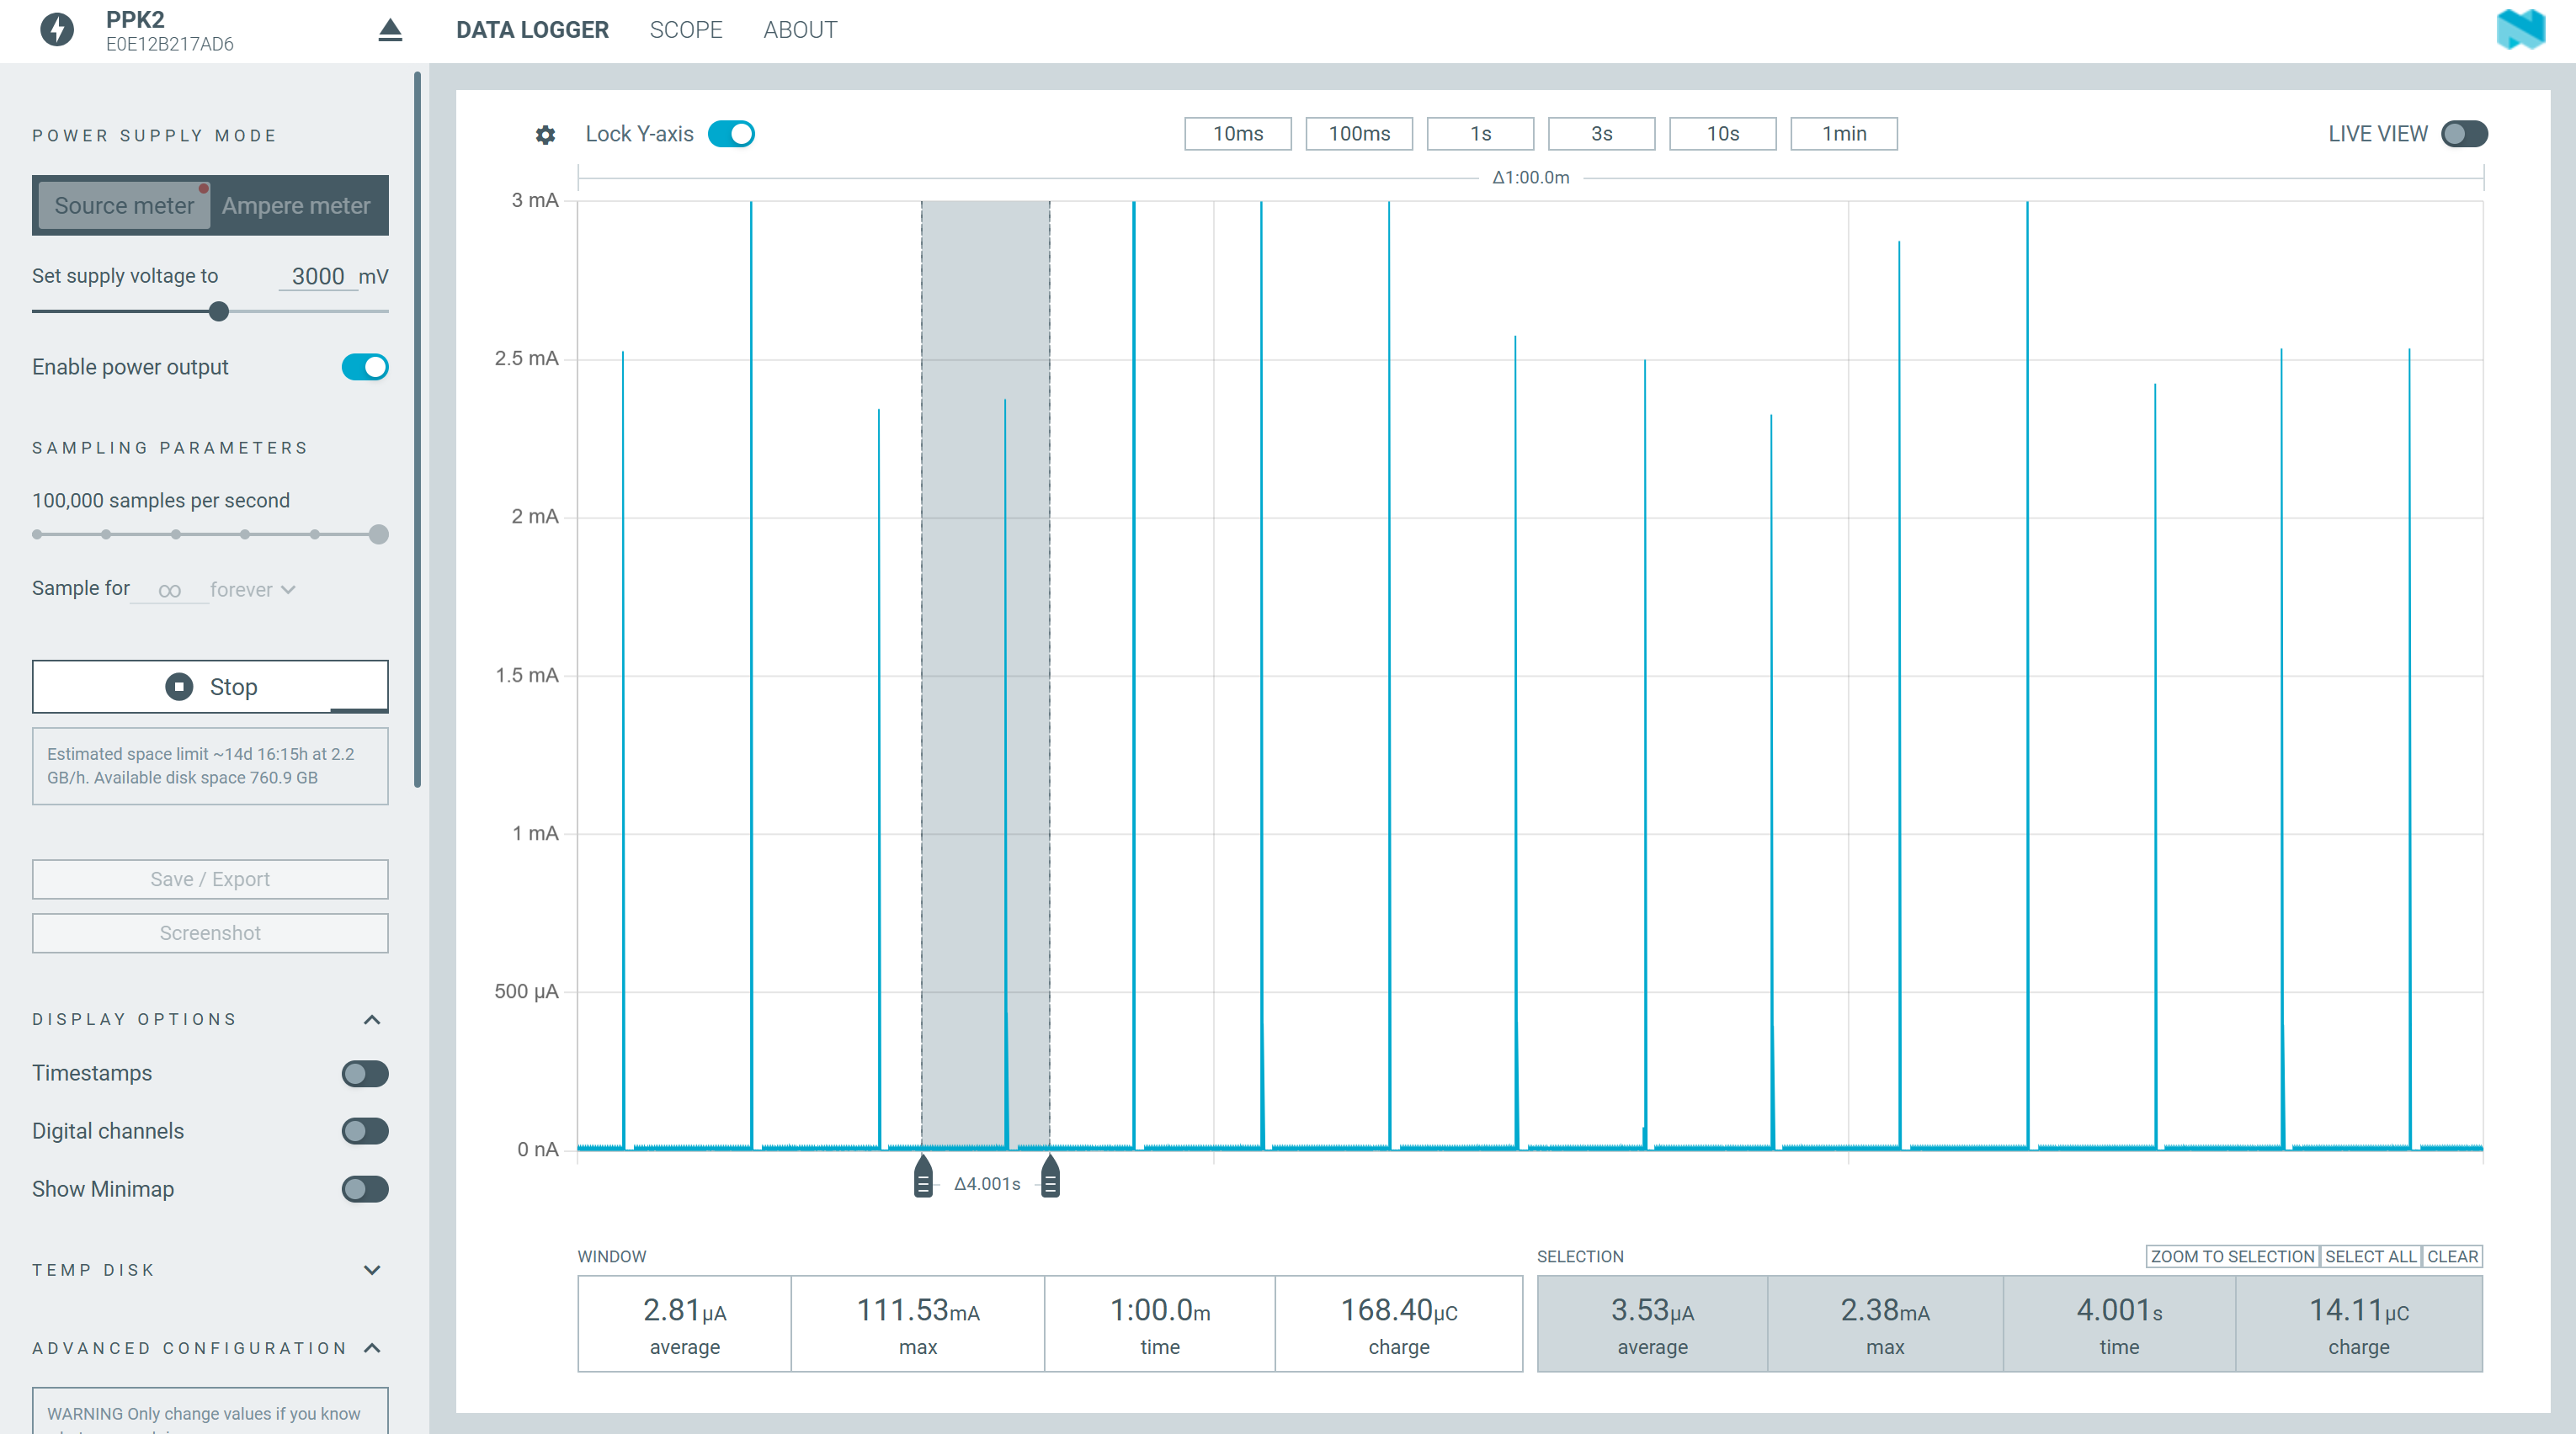 PPK2
E0E12B217AD6
DATA LOGGER SCOPE ABOUT
POWER SUPPLY MODE
Source meter Ampere meter
Set supply voltage to 3000 mV
Enable power output
SAMPLING PARAMETERS
100,000 samples per second
Sample for ∞ forever
Stop
Estimated space limit ~14d 16:15h at 2.2
GB/h. Available disk space 760.9 GB
Save / Export
Screenshot
DISPLAY OPTIONS
Timestamps
Digital channels
Show Minimap
TEMP DISK
ADVANCED CONFIGURATION
WARNING Only change values if you know
Lock Y-axis 10ms 100ms 1s 3s 10s 1min LIVE VIEW
Δ1:00.0m
3 mA
2.5 mA
2 mA
1.5 mA
1 mA
500 µA
0 nA
Δ4.001s
WINDOW
2.81µA 111.53mA 1:00.0m 168.40µC
average max time charge
SELECTION ZOOM TO SELECTION SELECT ALL CLEAR
3.53µA 2.38mA 4.001s 14.11µC
average max time charge